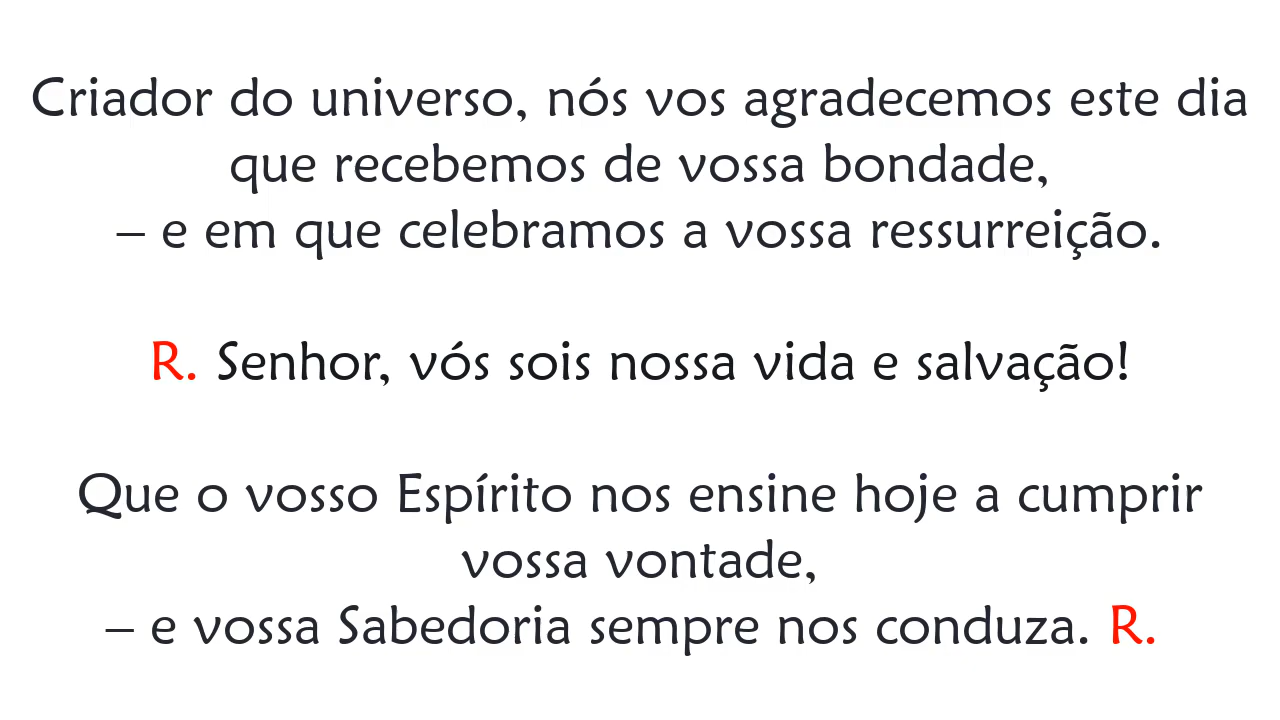 Criador do universo, nós vos agradecemos este dia
que recebemos de vossa bondade,
– e em que celebramos a vossa ressurreição.
R. Senhor, vós sois nossa vida e salvação!
Que o vosso Espírito nos ensine hoje a cumprir
vossa vontade,
– e vossa Sabedoria sempre nos conduza. R.